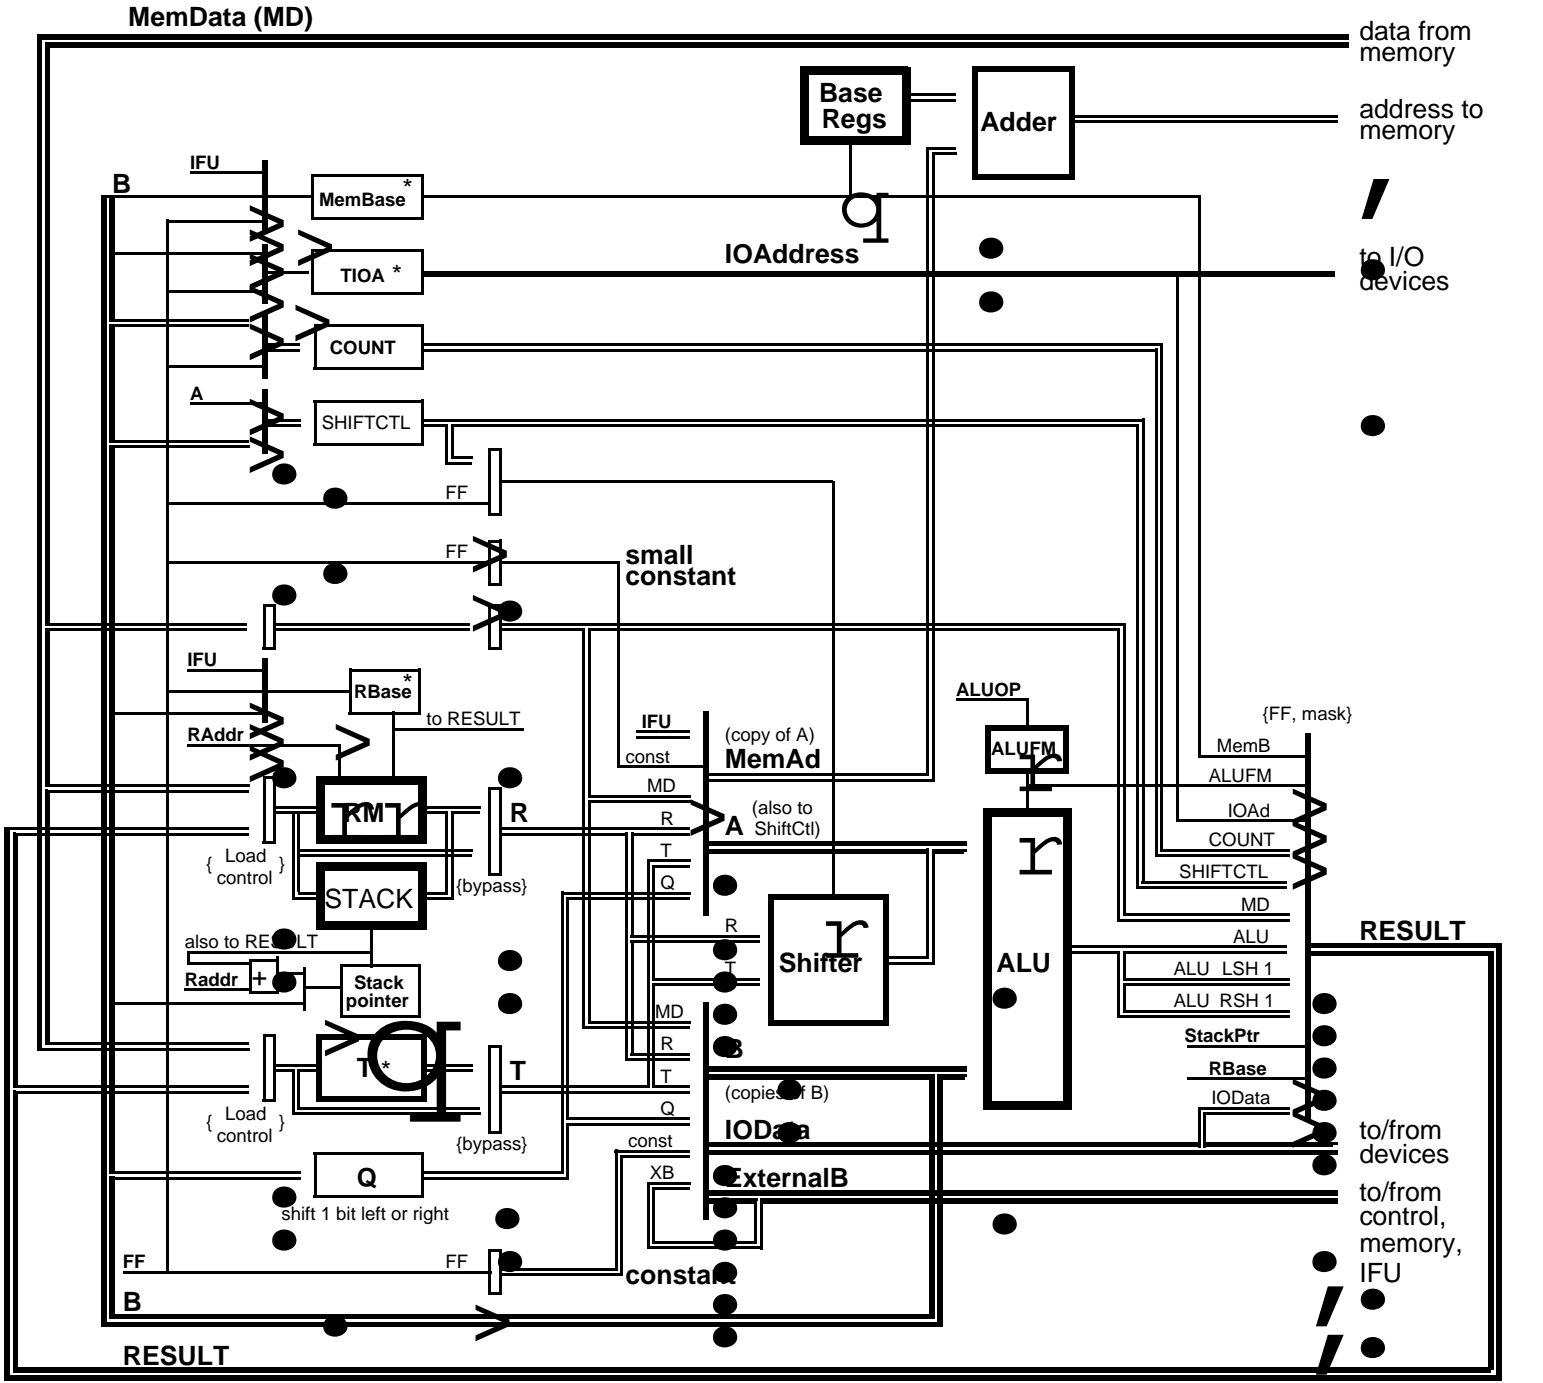 MemData (MD)
data from
memory
Base
Regs
Adder
address to
memory
IFU
B
MemBase *
IOAddress
to I/O
devices
TIOA *
COUNT
A
SHIFTCTL
FF
FF
small
constant
IFU
RBase *
to RESULT
RAddr
ALUOP
IFU
(copy of A)
MemAd
const
MD
ALUFM
{FF, mask}
MemB
ALUFM
RM
R
R
A
(also to
ShiftCtl)
IOAd
COUNT
{ Load
control }
T
STACK
{bypass}
Q
SHIFTCTL
MD
R
also to RESULT
ALU
RESULT
T
Shifter
ALU
Raddr
+
Stack
pointer
ALU LSH 1
ALU RSH 1
MD
StackPtr
R
B
T *
T
T
RBase
(copies of B)
IOData
{ Load
control }
Q
IOData
{bypass}
const
to/from
devices
Q
XB
ExternalB
shift 1 bit left or right
to/from
control,
memory,
IFU
FF
FF
constant
B
RESULT